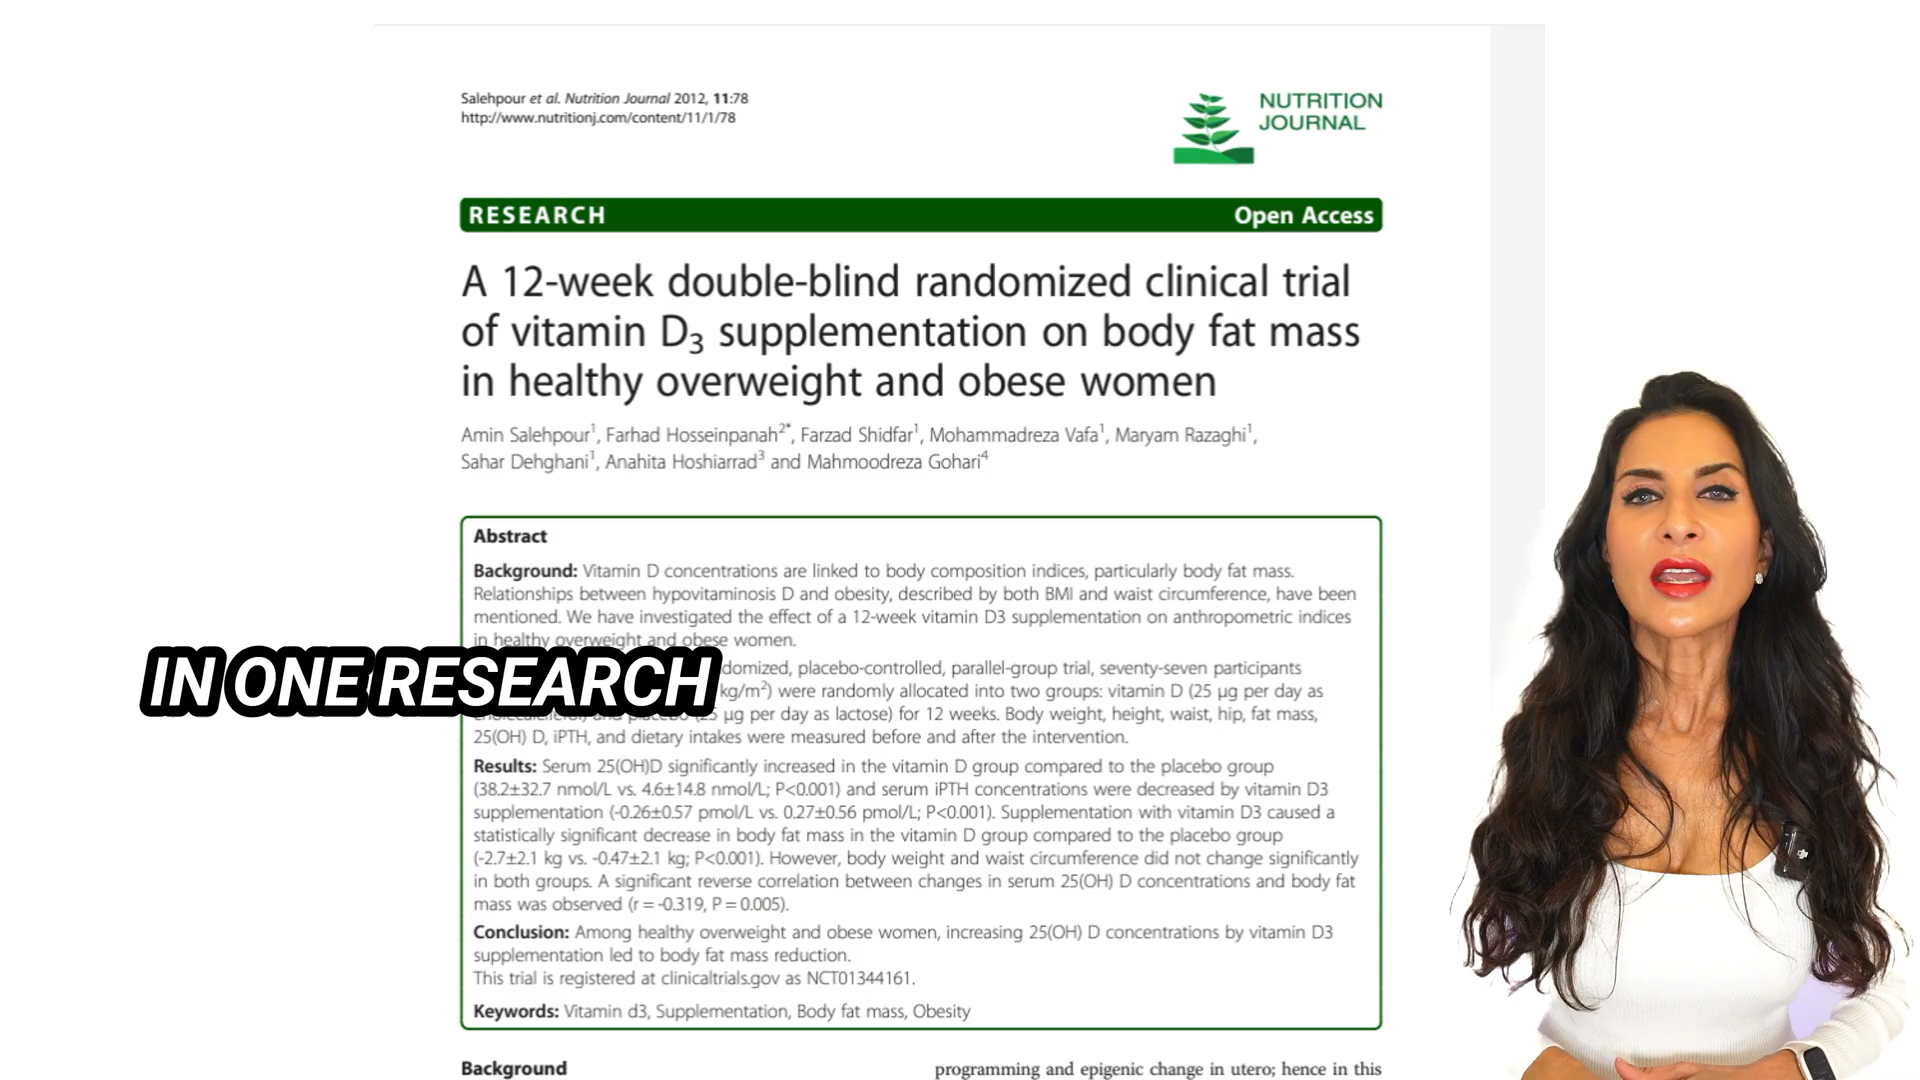 Salehpour et al. Nutrition Journal 2012, 11:78
http://www.nutritionj.com/content/11/1/78
NUTRITION
JOURNAL
RESEARCH Open Access
A 12-week double-blind randomized clinical trial
of vitamin D3 supplementation on body fat mass
in healthy overweight and obese women
Amin Salehpour1, Farhad Hosseinpanah2*, Farzad Shidfar1, Mohammadreza Vafa1, Maryam Razaghi1,
Sahar Dehghani1, Anahita Hoshiarrad3 and Mahmoodreza Gohari4
Abstract
Background: Vitamin D concentrations are linked to body composition indices, particularly body fat mass.
Relationships between hypovitaminosis D and obesity, described by both BMI and waist circumference, have been
mentioned. We have investigated the effect of a 12-week vitamin D3 supplementation on anthropometric indices
in healthy overweight and obese women.
IN ONE RESEARCH
domized, placebo-controlled, parallel-group trial, seventy-seven participants
kg/m2) were randomly allocated into two groups: vitamin D (25 μg per day as
μg per day as lactose) for 12 weeks. Body weight, height, waist, hip, fat mass,
25(OH) D, iPTH, and dietary intakes were measured before and after the intervention.
Results: Serum 25(OH)D significantly increased in the vitamin D group compared to the placebo group
(38.2±32.7 nmol/L vs. 4.6±14.8 nmol/L; P<0.001) and serum iPTH concentrations were decreased by vitamin D3
supplementation (-0.26±0.57 pmol/L vs. 0.27±0.56 pmol/L; P<0.001). Supplementation with vitamin D3 caused a
statistically significant decrease in body fat mass in the vitamin D group compared to the placebo group
(-2.7±2.1 kg vs. -0.47±2.1 kg; P<0.001). However, body weight and waist circumference did not change significantly
in both groups. A significant reverse correlation between changes in serum 25(OH) D concentrations and body fat
mass was observed (r = -0.319, P = 0.005).
Conclusion: Among healthy overweight and obese women, increasing 25(OH) D concentrations by vitamin D3
supplementation led to body fat mass reduction.
This trial is registered at clinicaltrials.gov as NCT01344161.
Keywords: Vitamin d3, Supplementation, Body fat mass, Obesity
Background
programming and epigenic change in utero; hence in this